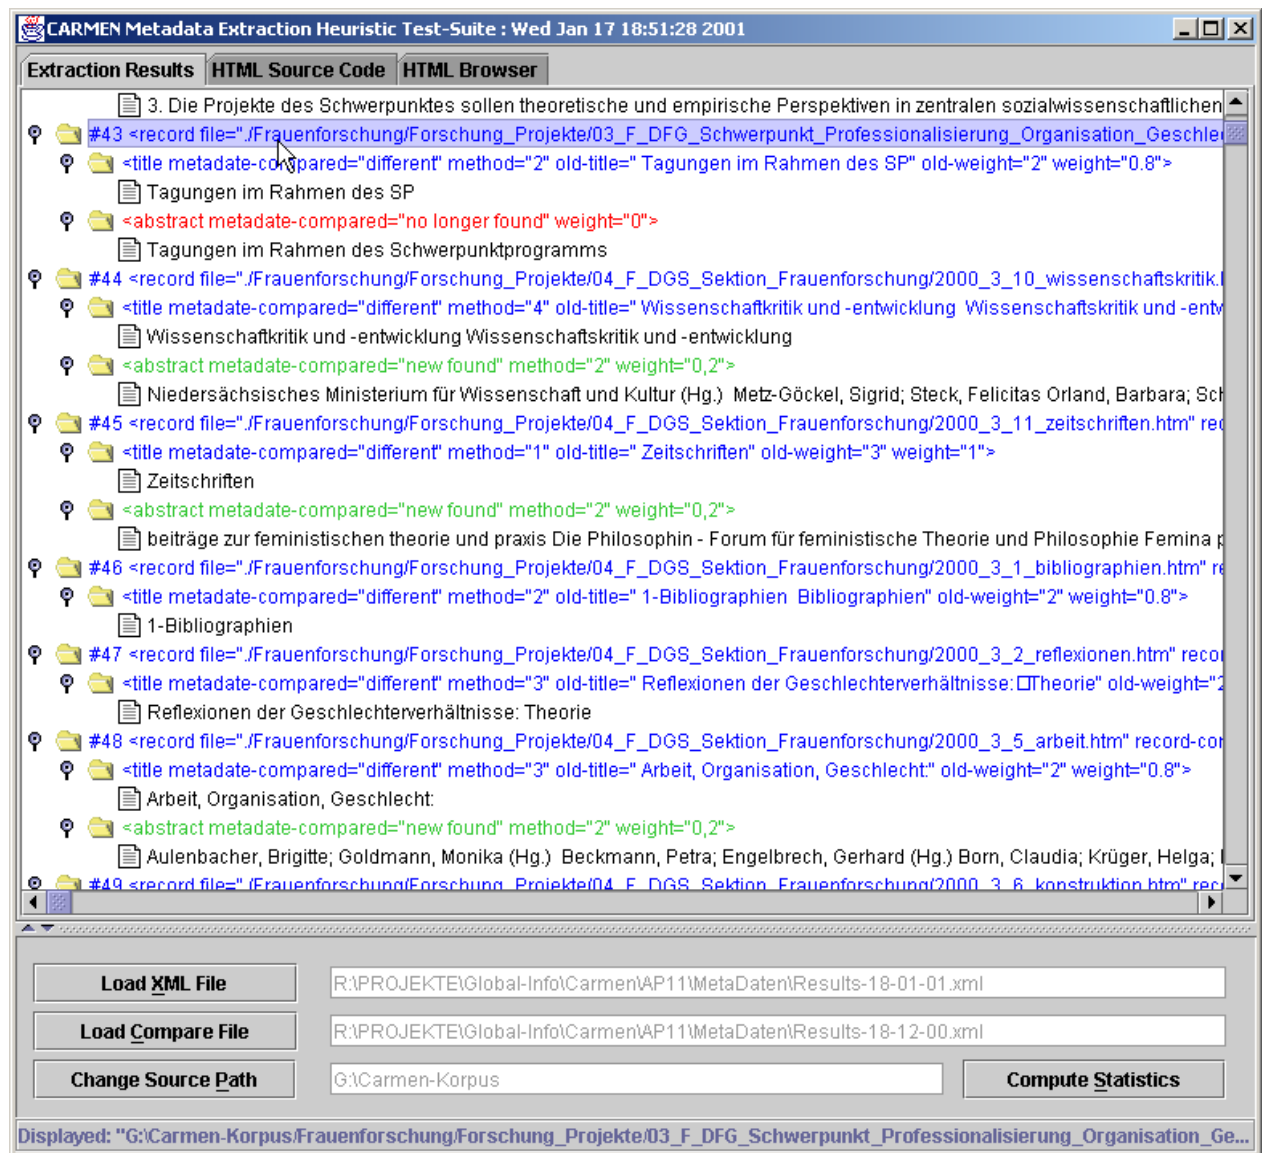 CARMEN Metadata Extraction Heuristic Test-Suite : Wed Jan 17 18:51:28 2001
Extraction Results HTML Source Code HTML Browser
3. Die Projekte des Schwerpunktes sollen theoretische und empirische Perspektiven in zentralen sozialwissenschaftlichen
#43 <record file="./Frauenforschung/Forschung_Projekte/03_F_DFG_Schwerpunkt_Professionalisierung_Organisation_Geschle
<title metadate-compared="different" method="2" old-title=" Tagungen im Rahmen des SP" old-weight="2" weight="0.8">
Tagungen im Rahmen des SP
<abstract metadate-compared="no longer found" weight="0">
Tagungen im Rahmen des Schwerpunktprogramms
#44 <record file="./Frauenforschung/Forschung_Projekte/04_F_DGS_Sektion_Frauenforschung/2000_3_10_wissenschaftskritik.
<title metadate-compared="different" method="4" old-title=" Wissenschaftkritik und -entwicklung  Wissenschaftskritik und -entw
Wissenschaftkritik und -entwicklung Wissenschaftskritik und -entwicklung
<abstract metadate-compared="new found" method="2" weight="0,2">
Niedersächsisches Ministerium für Wissenschaft und Kultur (Hg.)  Metz-Göckel, Sigrid; Steck, Felicitas Orland, Barbara; Sch
#45 <record file="./Frauenforschung/Forschung_Projekte/04_F_DGS_Sektion_Frauenforschung/2000_3_11_zeitschriften.htm" rec
<title metadate-compared="different" method="1" old-title=" Zeitschriften" old-weight="3" weight="1">
Zeitschriften
<abstract metadate-compared="new found" method="2" weight="0,2">
beiträge zur feministischen theorie und praxis Die Philosophin - Forum für feministische Theorie und Philosophie Femina p
#46 <record file="./Frauenforschung/Forschung_Projekte/04_F_DGS_Sektion_Frauenforschung/2000_3_1_bibliographien.htm" re
<title metadate-compared="different" method="2" old-title=" 1-Bibliographien  Bibliographien" old-weight="2" weight="0.8">
1-Bibliographien
#47 <record file="./Frauenforschung/Forschung_Projekte/04_F_DGS_Sektion_Frauenforschung/2000_3_2_reflexionen.htm" recor
<title metadate-compared="different" method="3" old-title=" Reflexionen der Geschlechterverhältnisse:□Theorie" old-weight="2
Reflexionen der Geschlechterverhältnisse: Theorie
#48 <record file="./Frauenforschung/Forschung_Projekte/04_F_DGS_Sektion_Frauenforschung/2000_3_5_arbeit.htm" record-cor
<title metadate-compared="different" method="3" old-title=" Arbeit, Organisation, Geschlecht:" old-weight="2" weight="0.8">
Arbeit, Organisation, Geschlecht:
<abstract metadate-compared="new found" method="2" weight="0,2">
Aulenbacher, Brigitte; Goldmann, Monika (Hg.)  Beckmann, Petra; Engelbrech, Gerhard (Hg.) Born, Claudia; Krüger, Helga;
#49 <record file="./Frauenforschung/Forschung_Projekte/04_F_DGS_Sektion_Frauenforschung/2000_3_6_konstruktion.htm" rec
Load XML File R:\PROJEKTE\Global-Info\Carmen\AP11\MetaDaten\Results-18-01-01.xml
Load Compare File R:\PROJEKTE\Global-Info\Carmen\AP11\MetaDaten\Results-18-12-00.xml
Change Source Path G:\Carmen-Korpus Compute Statistics
Displayed: "G:\Carmen-Korpus/Frauenforschung/Forschung_Projekte/03_F_DFG_Schwerpunkt_Professionalisierung_Organisation_Ge...